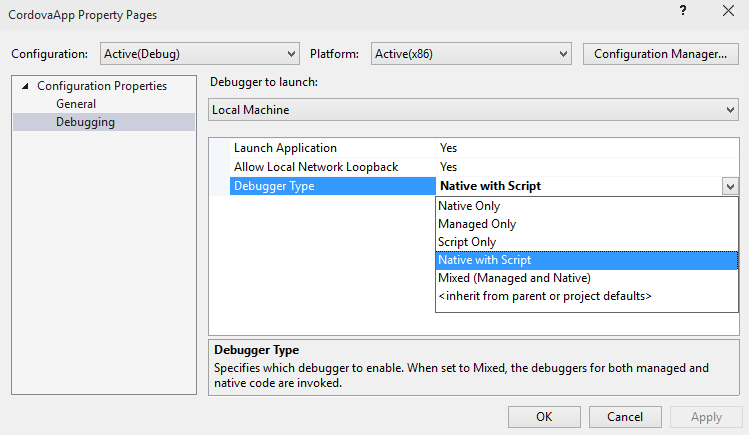 CordovaApp Property Pages
?
Configuration: Active(Debug) Platform: Active(x86) Configuration Manager...
Configuration Properties
General
Debugging
Debugger to launch:
Local Machine
Launch Application Yes
Allow Local Network Loopback Yes
Debugger Type Native with Script
Native Only
Managed Only
Script Only
Native with Script
Mixed (Managed and Native)
<inherit from parent or project defaults>
Debugger Type
Specifies which debugger to enable. When set to Mixed, the debuggers for both managed and
native code are invoked.
OK Cancel Apply